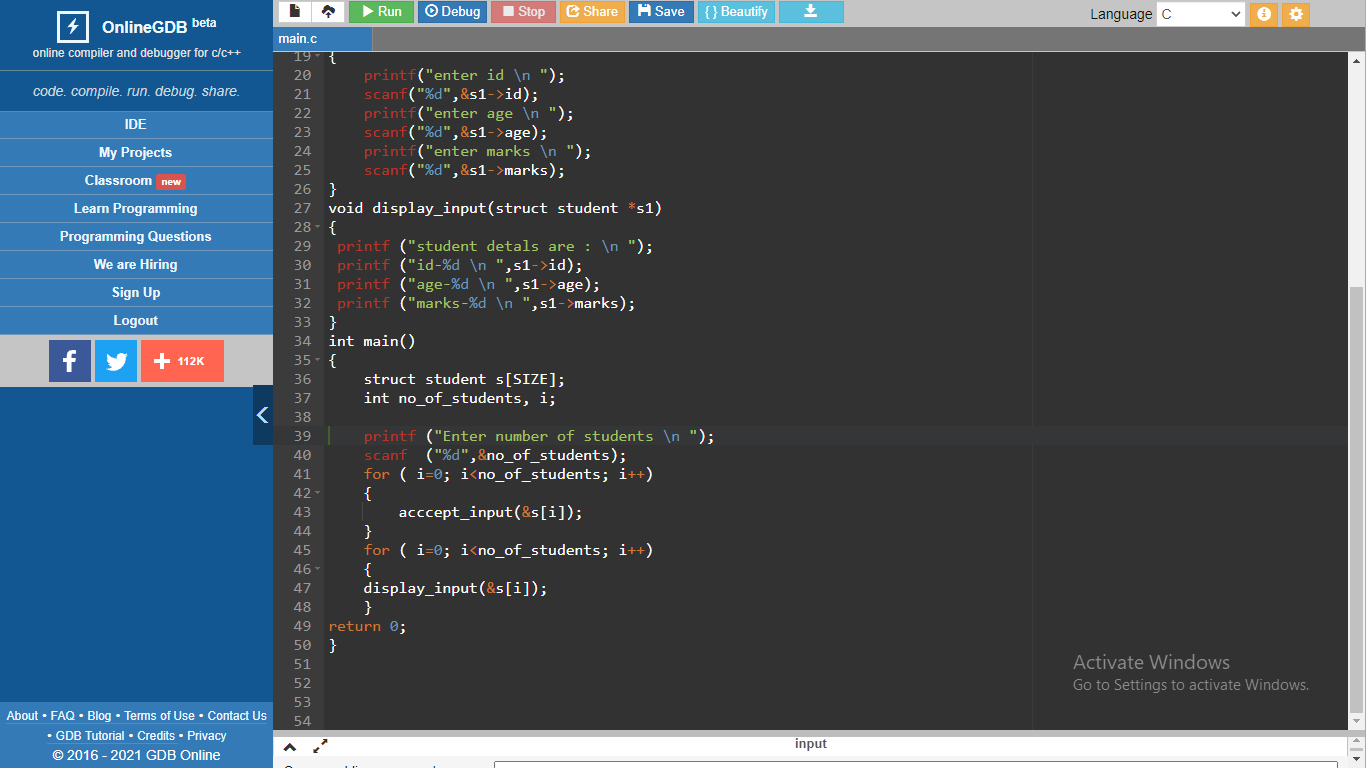 OnlineGDB beta
online compiler and debugger for c/c++
code. compile. run. debug. share.
IDE
My Projects
Classroom new
Learn Programming
Programming Questions
We are Hiring
Sign Up
Logout
112K
About • FAQ • Blog • Terms of Use • Contact Us
• GDB Tutorial • Credits • Privacy
© 2016 - 2021 GDB Online
Run Debug Stop Share Save { } Beautify Language C
main.c
19 {
20 printf("enter id \n ");
21 scanf("%d",&s1->id);
22 printf("enter age \n ");
23 scanf("%d",&s1->age);
24 printf("enter marks \n ");
25 scanf("%d",&s1->marks);
26 }
27 void display_input(struct student *s1)
28 {
29 printf ("student detals are : \n ");
30 printf ("id-%d \n ",s1->id);
31 printf ("age-%d \n ",s1->age);
32 printf ("marks-%d \n ",s1->marks);
33 }
34 int main()
35 {
36 struct student s[SIZE];
37 int no_of_students, i;
38
39 printf ("Enter number of students \n ");
40 scanf  ("%d",&no_of_students);
41 for ( i=0; i<no_of_students; i++)
42 {
43 acccept_input(&s[i]);
44 }
45 for ( i=0; i<no_of_students; i++)
46 {
47 display_input(&s[i]);
48 }
49 return 0;
50 }
51
52
53
54
Activate Windows
Go to Settings to activate Windows.
input